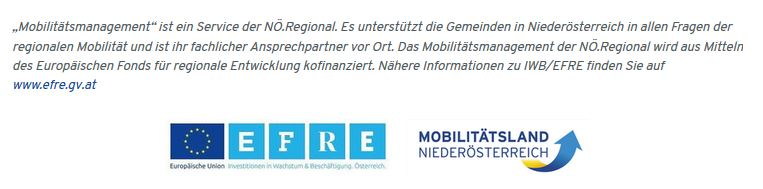 „Mobilitätsmanagement“ ist ein Service der NÖ.Regional. Es unterstützt die Gemeinden in Niederösterreich in allen Fragen der
regionalen Mobilität und ist ihr fachlicher Ansprechpartner vor Ort. Das Mobilitätsmanagement der NÖ.Regional wird aus Mitteln
des Europäischen Fonds für regionale Entwicklung kofinanziert. Nähere Informationen zu IWB/EFRE finden Sie auf
www.efre.gv.at
EFRE
Europäische Union Investitionen in Wachstum & Beschäftigung. Österreich.
MOBILITÄTSLAND
NIEDERÖSTERREICH